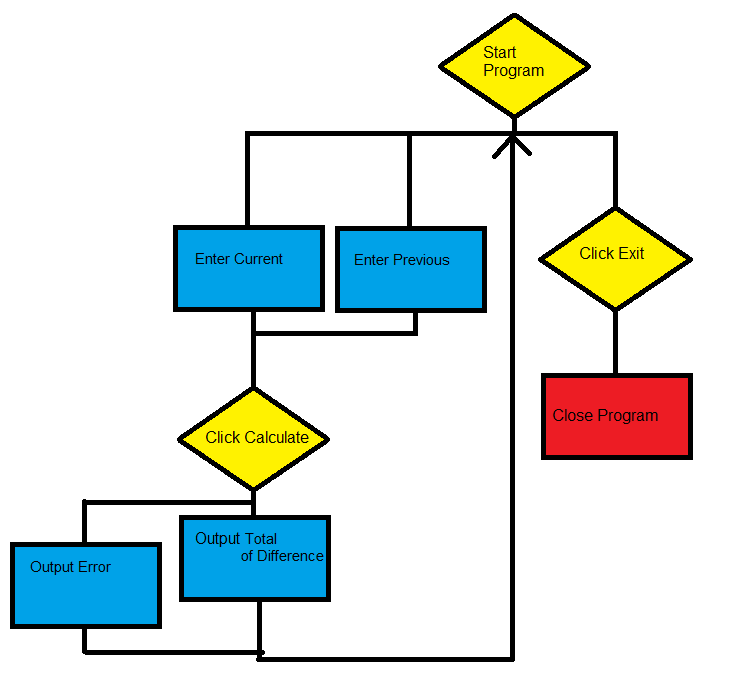 Start
Program
Enter Current
Enter Previous
Click Exit
Close Program
Click Calculate
Output Total
of Difference
Output Error